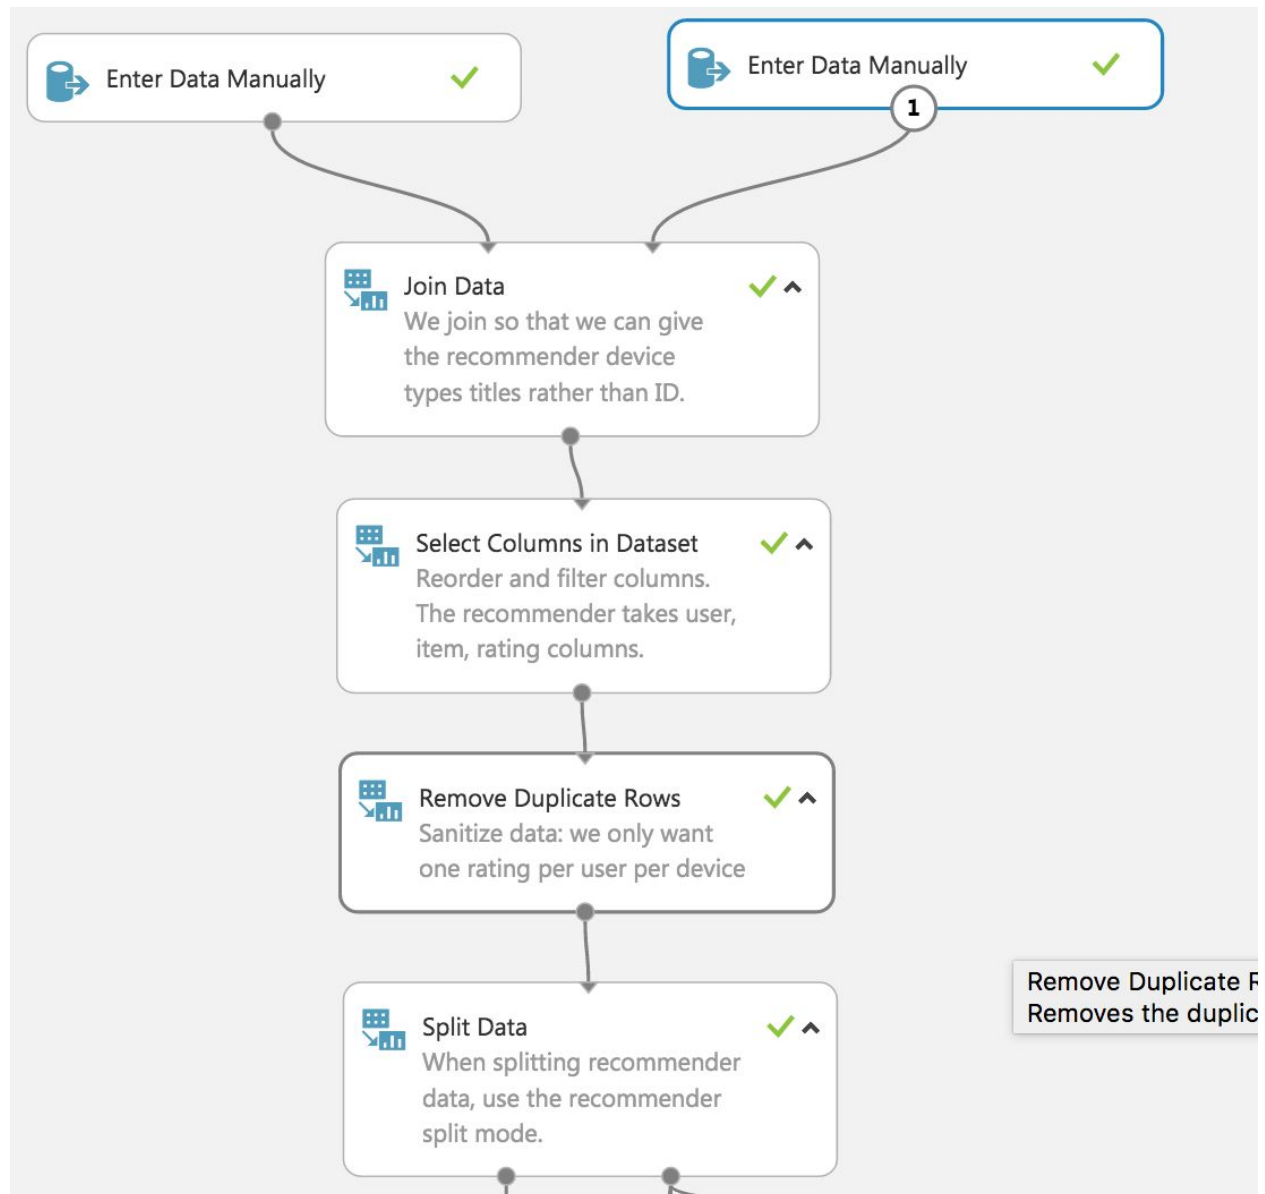 Enter Data Manually
Enter Data Manually
1
Join Data
We join so that we can give
the recommender device
types titles rather than ID.
Select Columns in Dataset
Reorder and filter columns.
The recommender takes user,
item, rating columns.
Remove Duplicate Rows
Sanitize data: we only want
one rating per user per device
Remove Duplicate
Removes the
Split Data
When splitting recommender
data, use the recommender
split mode.